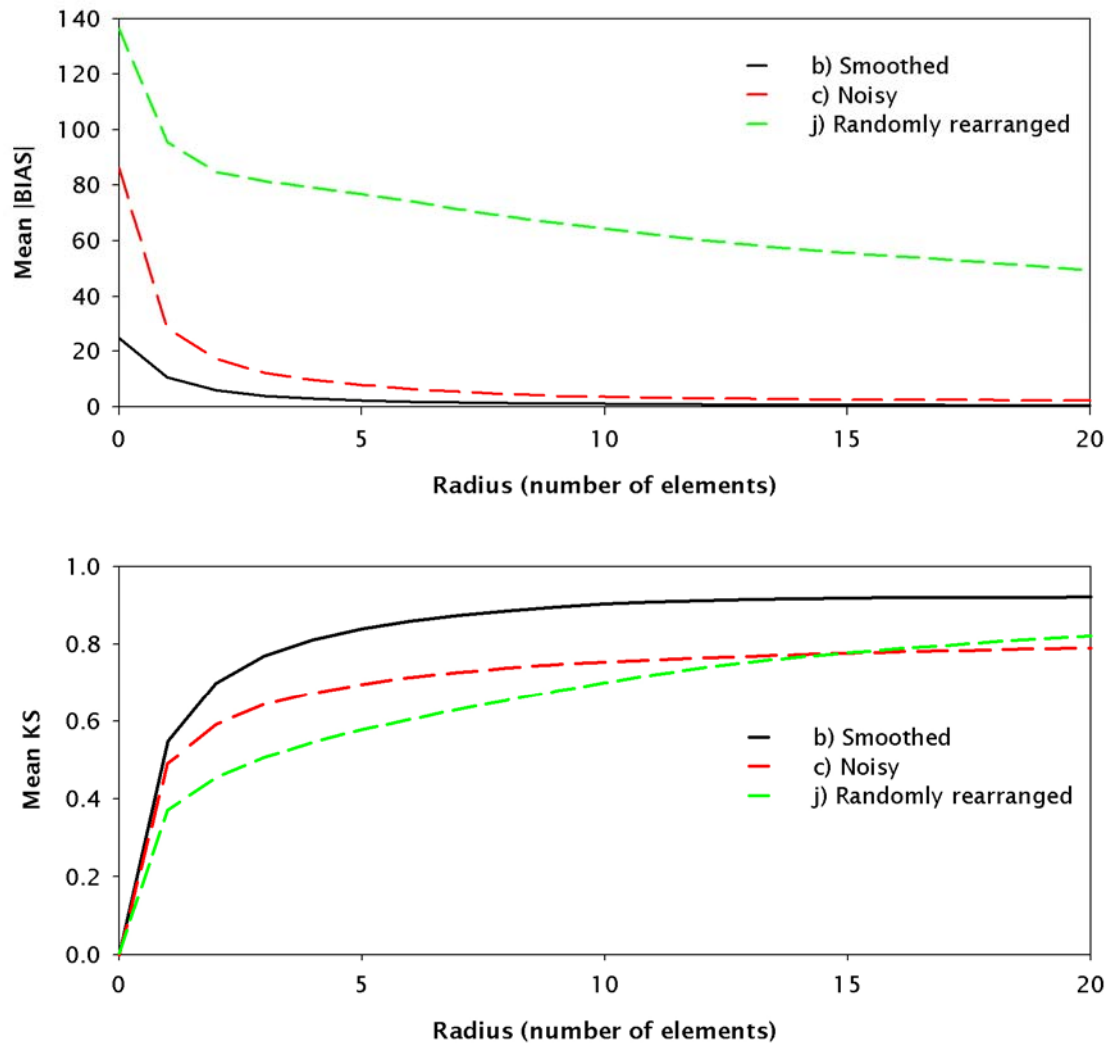 140
120
100
80
60
40
20
0
Mean |BIAS|
b) Smoothed
c) Noisy
j) Randomly rearranged
0 5 10 15 20
Radius (number of elements)
1.0
0.8
0.6
0.4
0.2
0.0
Mean KS
b) Smoothed
c) Noisy
j) Randomly rearranged
0 5 10 15 20
Radius (number of elements)